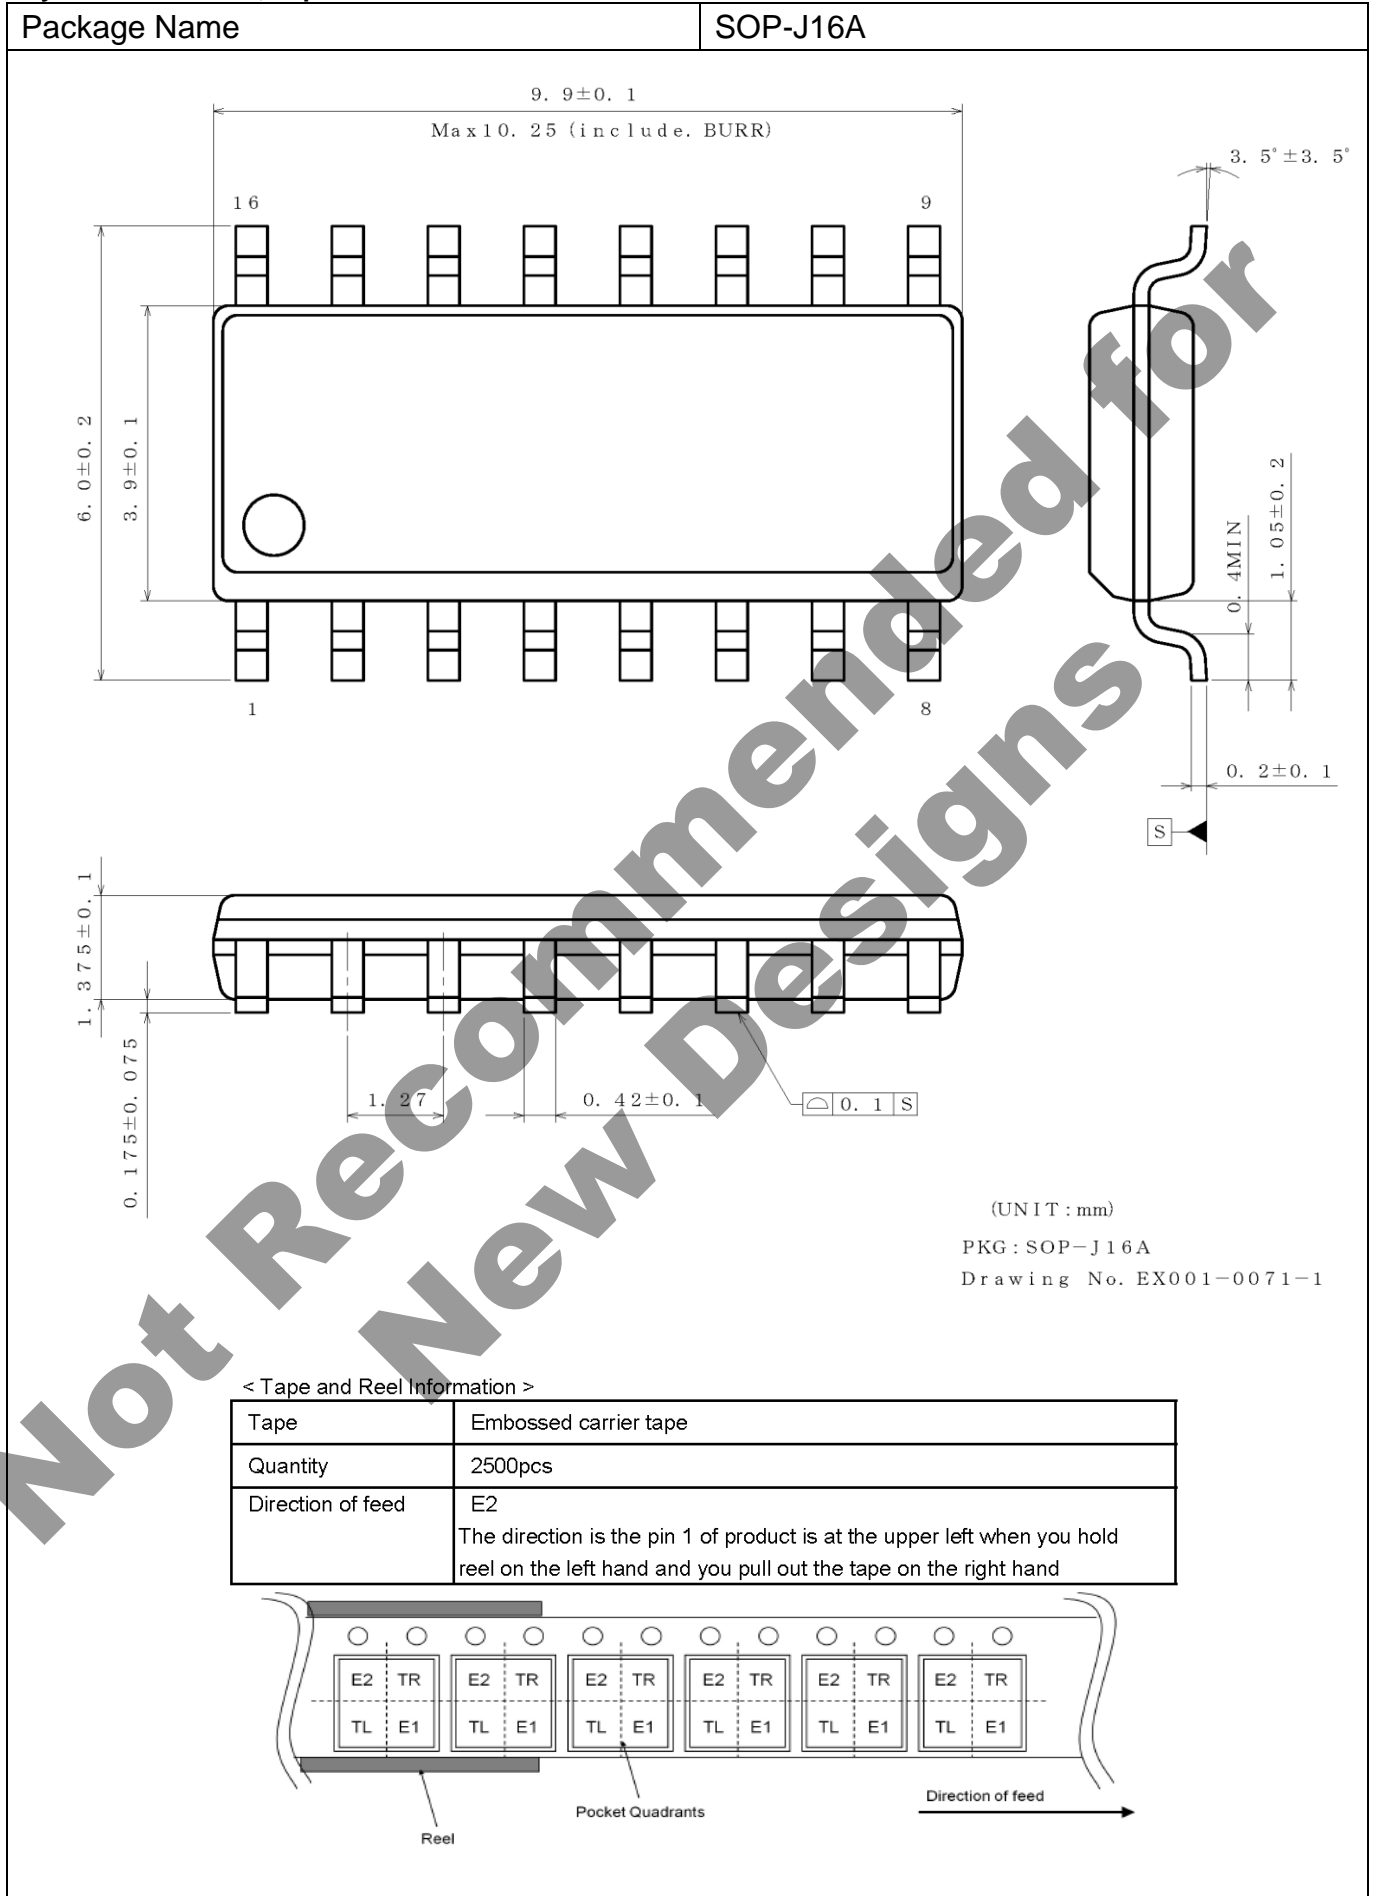 Package Name
SOP-J16A
9. 9±0. 1
Max10. 25 (include. BURR)
3. 5°±3. 5°
16
9
6. 0±0. 2
3. 9±0. 1
0. 4MIN
1. 05±0. 2
1
8
0. 2±0. 1
S
1. 375±0. 1
0. 175±0. 075
1. 27
0. 42±0. 1
0. 1 S
(UNIT : mm)
PKG : SOP-J16A
Drawing No. EX001-0071-1
Not Recommended for
New Designs
< Tape and Reel Information >
Tape
Embossed carrier tape
Quantity
2500pcs
Direction of feed
E2
The direction is the pin 1 of product is at the upper left when you hold
reel on the left hand and you pull out the tape on the right hand
E2 TR E2 TR E2 TR E2 TR E2 TR E2 TR
TL E1 TL E1 TL E1 TL E1 TL E1 TL E1
Direction of feed
Pocket Quadrants
Reel